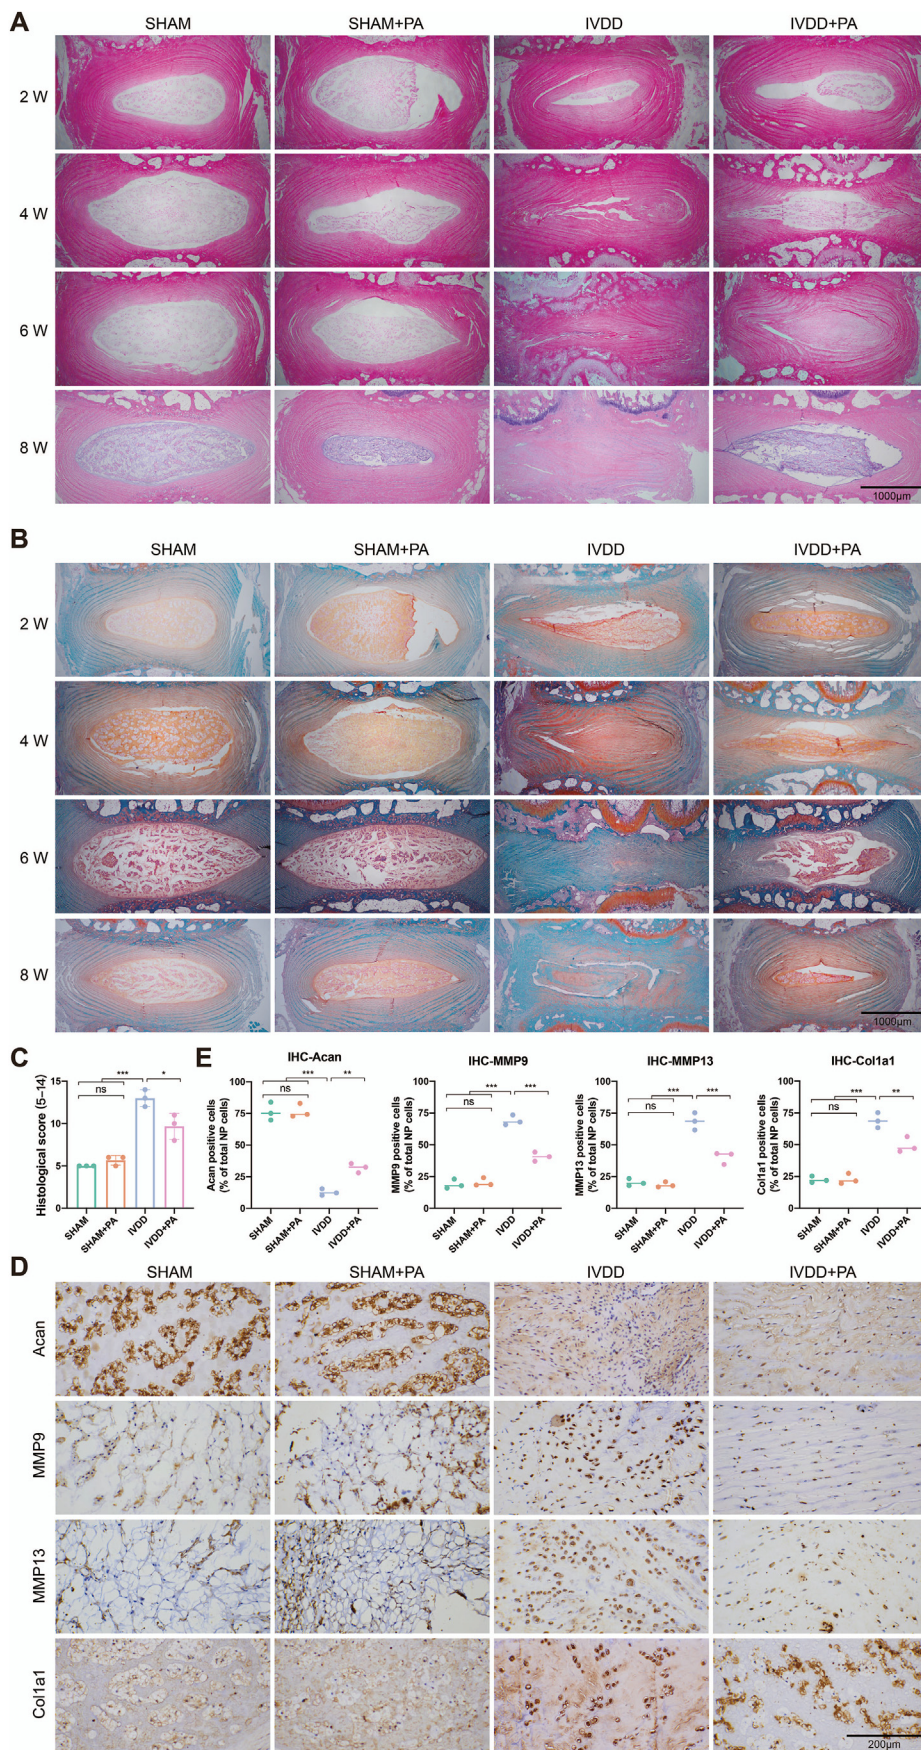 A
SHAM SHAM+PA IVDD IVDD+PA
2 W
4 W
6 W
8 W
1000μm
B
SHAM SHAM+PA IVDD IVDD+PA
2 W
4 W
6 W
8 W
1000μm
C
Histological score (5–14)
15
10
5
0
ns
***
*
SHAM
SHAM+PA
IVDD
IVDD+PA
E
IHC-Acan
Acan positive cells
(% of total NP cells)
100
75
50
25
0
ns
***
**
SHAM
SHAM+PA
IVDD
IVDD+PA
IHC-MMP9
MMP9 positive cells
(% of total NP cells)
100
75
50
25
0
ns
***
***
SHAM
SHAM+PA
IVDD
IVDD+PA
IHC-MMP13
MMP13 positive cells
(% of total NP cells)
100
75
50
25
0
ns
***
***
SHAM
SHAM+PA
IVDD
IVDD+PA
IHC-Col1a1
Col1a1 positive cells
(% of total NP cells)
100
75
50
25
0
ns
***
**
SHAM
SHAM+PA
IVDD
IVDD+PA
D
SHAM SHAM+PA IVDD IVDD+PA
Acan
MMP9
MMP13
Col1a1
200μm